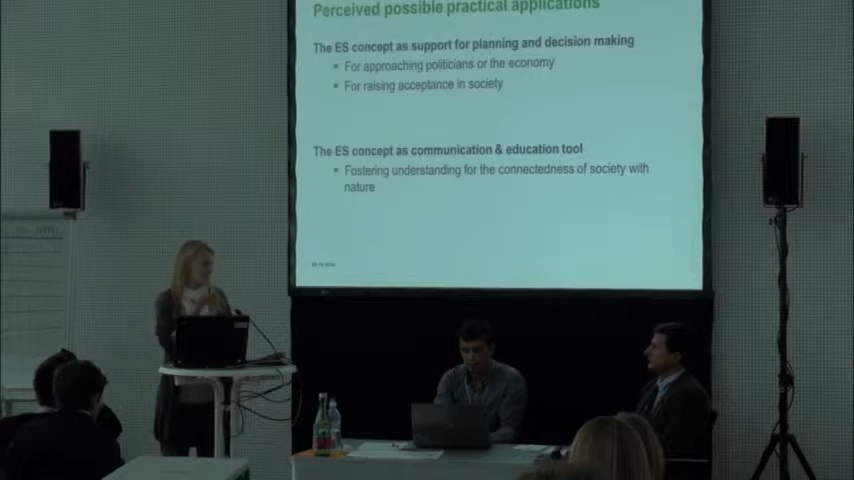 Perceived possible practical applications
The ES concept as support for planning and decision making
▪ For approaching politicians or the economy
▪ For raising acceptance in society
The ES concept as communication & education tool
▪ Fostering understanding for the connectedness of society with
nature